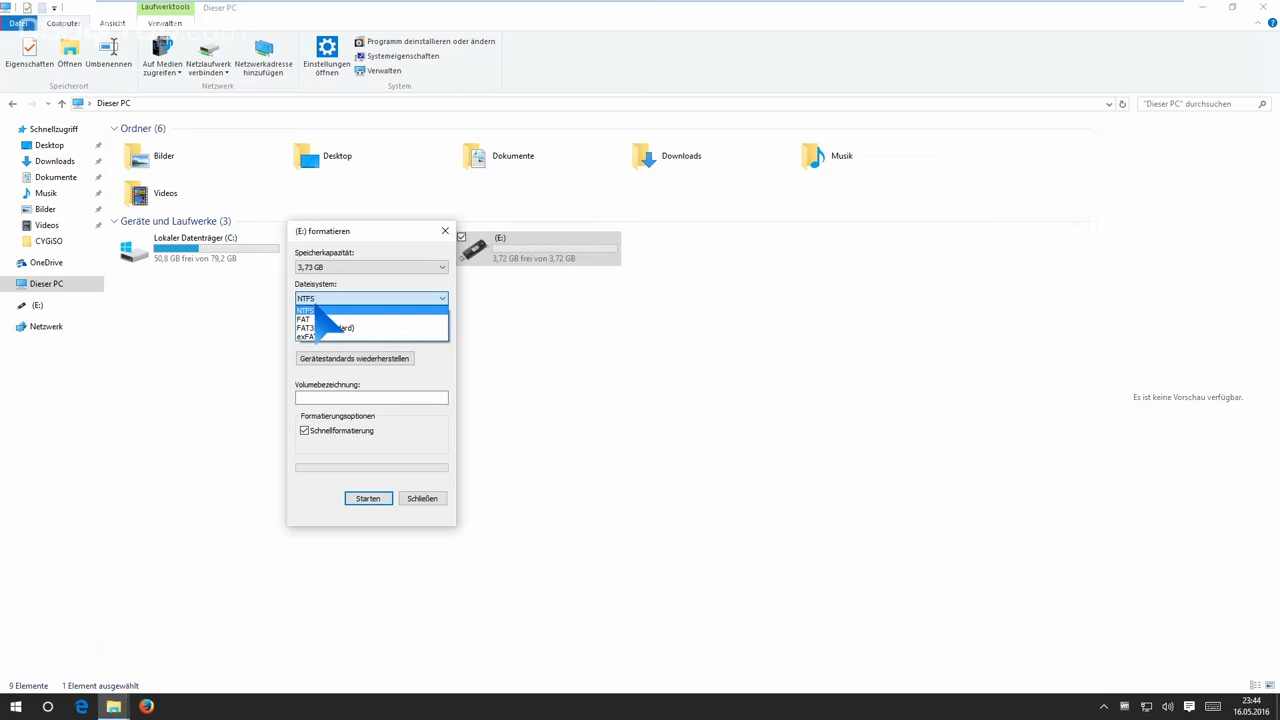 Laufwerktools
Dieser PC
Datei
Computer
Ansicht
Verwalten
Eigenschaften
Öffnen
Umbenennen
Auf Medien zugreifen
Netzlaufwerk verbinden
Netzwerkadresse hinzufügen
Einstellungen öffnen
Programm deinstallieren oder ändern
Systemeigenschaften
Verwalten
Speicherort
Netzwerk
System
Dieser PC
"Dieser PC" durchsuchen
Schnellzugriff
Desktop
Downloads
Dokumente
Musik
Bilder
Videos
CYGiSO
OneDrive
Dieser PC
(E:)
Netzwerk
Ordner (6)
Bilder
Desktop
Dokumente
Downloads
Musik
Videos
Geräte und Laufwerke (3)
Lokaler Datenträger (C:)
50,8 GB frei von 79,2 GB
(E:)
3,72 GB frei von 3,72 GB
(E:) formatieren
Speicherkapazität:
3,73 GB
Dateisystem:
NTFS
NTFS
FAT
Gerätestandards wiederherstellen
Volumebezeichnung:
Formatierungsoptionen
Schnellformatierung
Starten
Schließen
Es ist keine Vorschau verfügbar.
9 Elemente
1 Element ausgewählt
23:44
16.05.2016